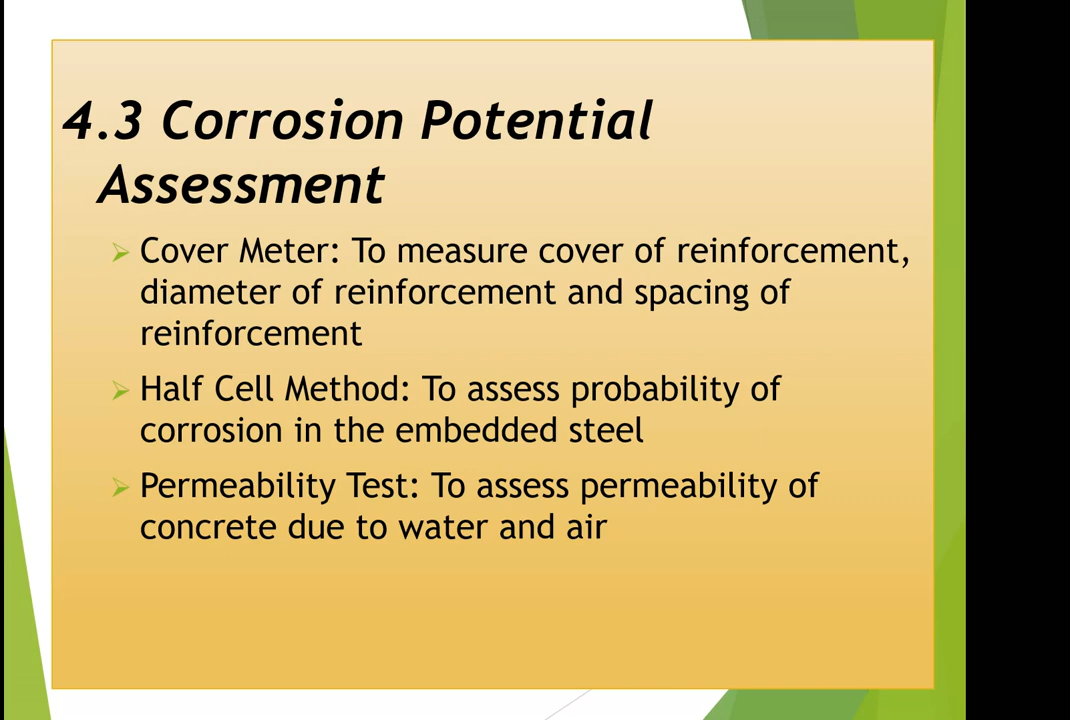 4.3 Corrosion Potential
Assessment
Cover Meter: To measure cover of reinforcement,
diameter of reinforcement and spacing of
reinforcement
Half Cell Method: To assess probability of
corrosion in the embedded steel
Permeability Test: To assess permeability of
concrete due to water and air